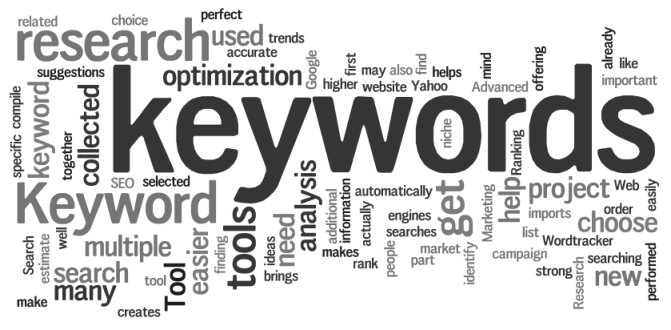 related
choice
perfect
research
used
trends
accurate
suggestions
optimization
Google
higher
first
may
also
find
helps
website
Yahoo
mind
Advanced
offering
already
like
important
keywords
niche
specific
compile
keyword
together
collected
SEO
selected
Keyword
tools
analysis
need
additional
information
automatically
actually
engines
searches
get
Marketing
help
Ranking
project
Web
easily
imports
order
choose
list
Wordtracker
Search
estimate
well
multiple
search
many
make
creates
tool
Tool
easier
finding
ideas
brings
makes
rank
people
market
part
identify
campaign
strong
searching
Research
new
performed